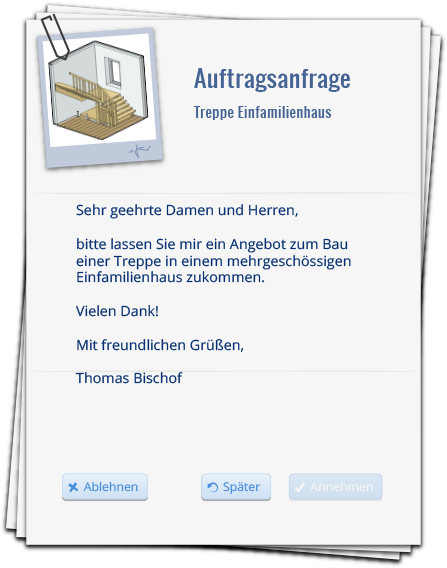 Auftragsanfrage
Treppe Einfamilienhaus
Sehr geehrte Damen und Herren,
bitte lassen Sie mir ein Angebot zum Bau
einer Treppe in einem mehrgeschössigen
Einfamilienhaus zukommen.
Vielen Dank!
Mit freundlichen Grüßen,
Thomas Bischof
Ablehnen
Später
Annehmen